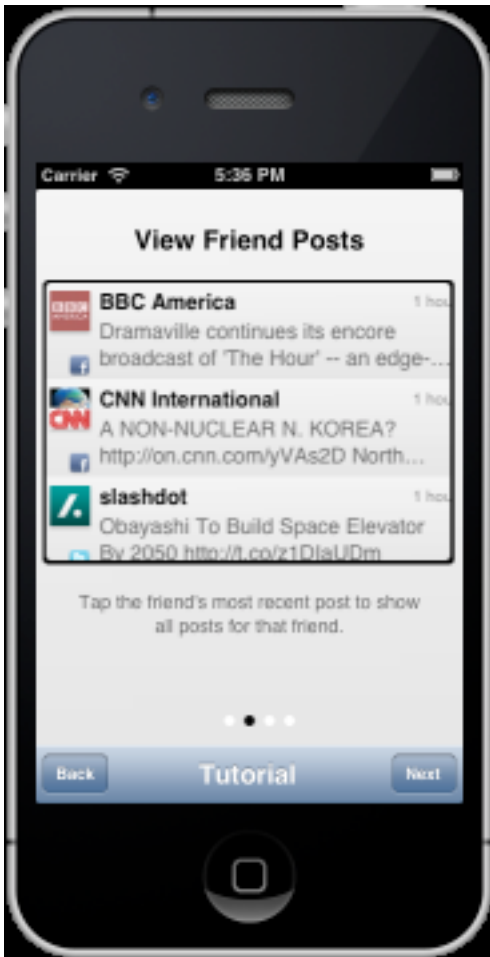 Carrier 5:36 PM
View Friend Posts
BBC America 1 hou
Dramaville continues its encore
broadcast of 'The Hour' -- an edge-...
BBC
AMERICA
CNN International 1 hou
A NON-NUCLEAR N. KOREA?
http://on.cnn.com/yVAs2D North...
CNN
slashdot 1 hou
Obayashi To Build Space Elevator
By 2050 http://t.co/z1DIaUDm
Tap the friend's most recent post to show
all posts for that friend.
Back Tutorial Next